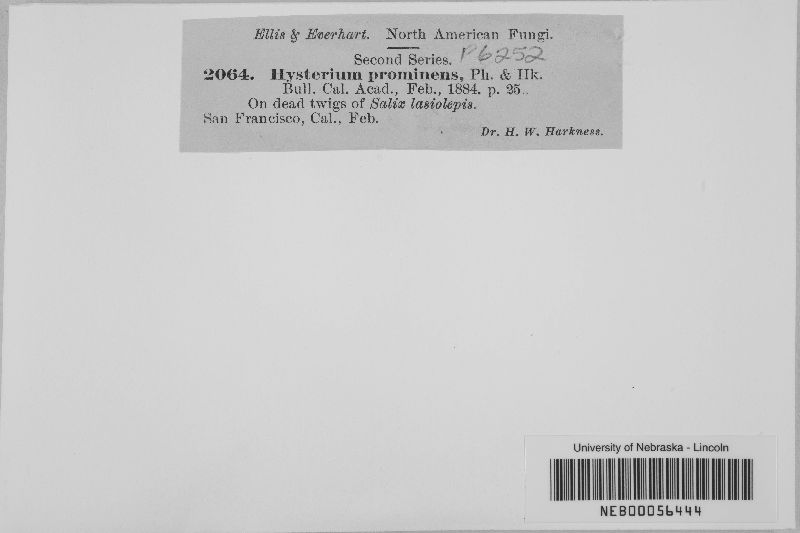 Ellis & Everhart. North American Fungi.
Second Series. P6252
2064. Hysterium prominens, Ph. & Hk.
Bull. Cal. Acad., Feb., 1884. p. 25.
On dead twigs of Salix lasiolepis.
San Francisco, Cal., Feb.
Dr. H. W. Harkness.
University of Nebraska - Lincoln
NEB00056444